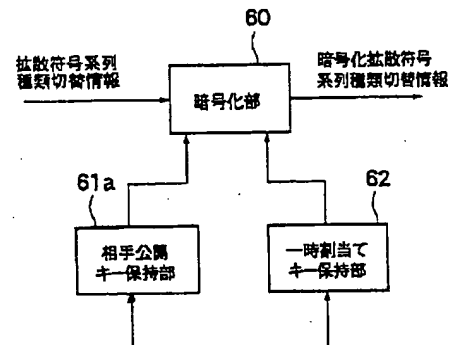 60
拡散符号系列
種類切替情報
暗号化部
暗号化拡散符号
系列種類切替情報
61a
相手公開
キー保持部
62
一時割当て
キー保持部